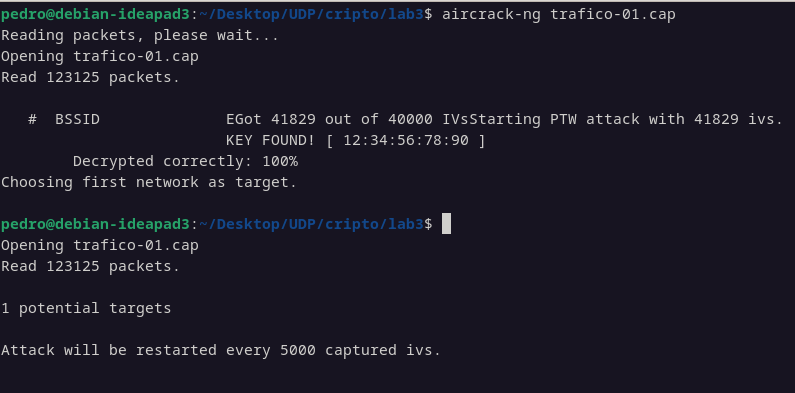 pedro@debian-ideapad3:~/Desktop/UDP/cripto/lab3$ aircrack-ng trafico-01.cap
Reading packets, please wait...
Opening trafico-01.cap
Read 123125 packets.
# BSSID EGot 41829 out of 40000 IVsStarting PTW attack with 41829 ivs.
KEY FOUND! [ 12:34:56:78:90 ]
Decrypted correctly: 100%
Choosing first network as target.
pedro@debian-ideapad3:~/Desktop/UDP/cripto/lab3$
Opening trafico-01.cap
Read 123125 packets.
1 potential targets
Attack will be restarted every 5000 captured ivs.